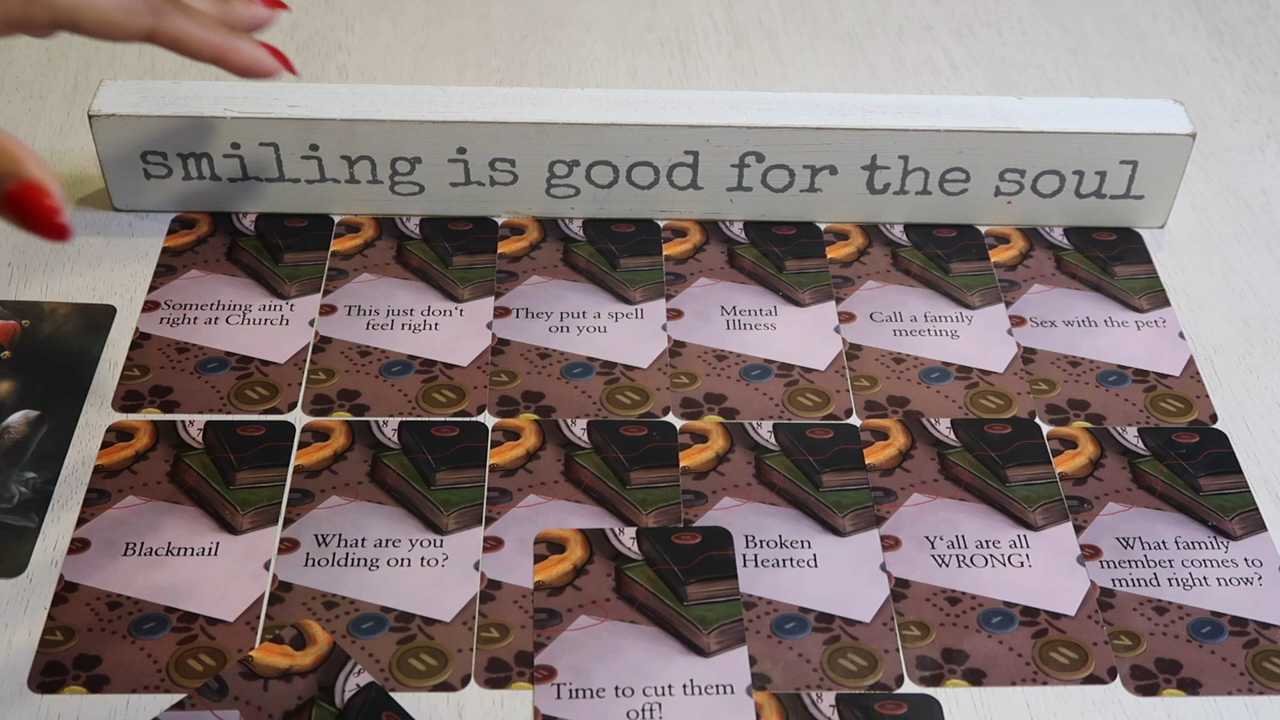 smiling is good for the soul
Something ain't
right at Church
This just don't
feel right
They put a spell
on you
Mental
Illness
Call a family
meeting
Sex with the pet?
Blackmail
What are you
holding on to?
Broken
Hearted
Y'all are all
WRONG!
What family
member comes to
mind right now?
Time to cut them
off!